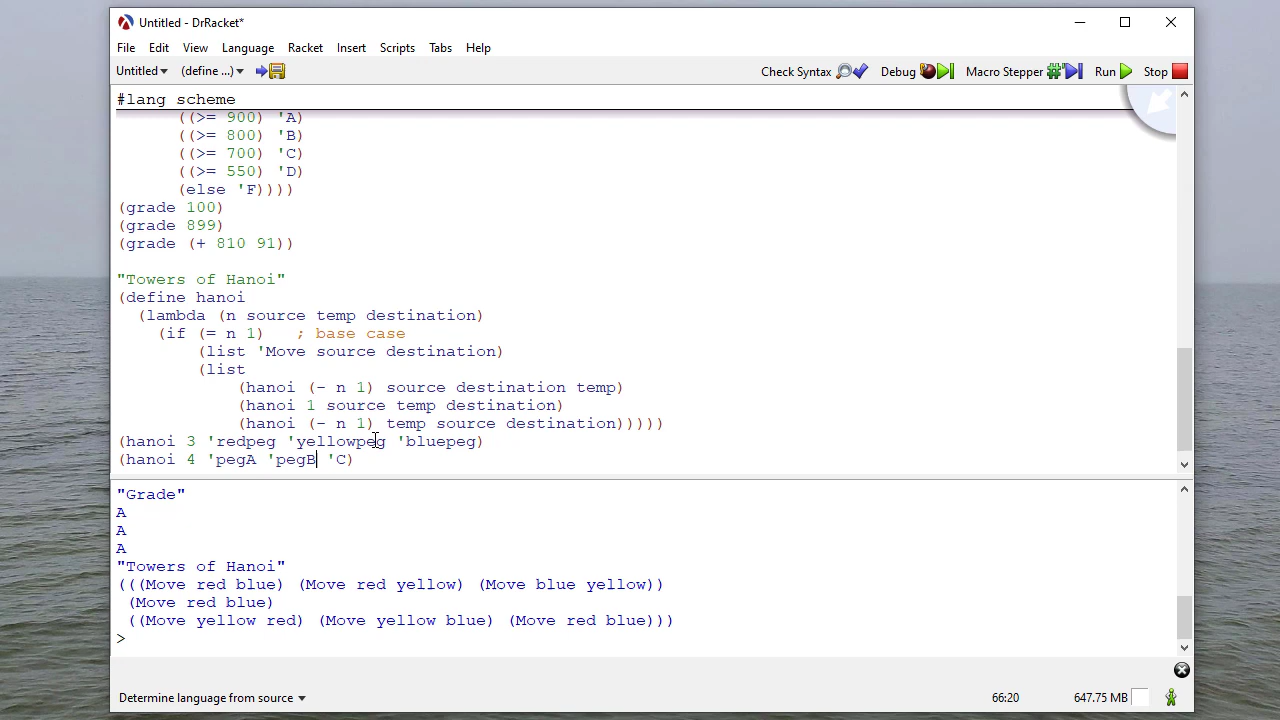 Untitled - DrRacket*
File Edit View Language Racket Insert Scripts Tabs Help
Untitled (define ...) Check Syntax Debug Macro Stepper Run Stop
#lang scheme
((>= 900) 'A)
((>= 800) 'B)
((>= 700) 'C)
((>= 550) 'D)
(else 'F))))
(grade 100)
(grade 899)
(grade (+ 810 91))
"Towers of Hanoi"
(define hanoi
(lambda (n source temp destination)
(if (= n 1) ; base case
(list 'Move source destination)
(list
(hanoi (- n 1) source destination temp)
(hanoi 1 source temp destination)
(hanoi (- n 1) temp source destination)))))
(hanoi 3 'redpeg 'yellowpeg 'bluepeg)
(hanoi 4 'pegA 'pegB 'C)
"Grade"
A
A
A
"Towers of Hanoi"
(((Move red blue) (Move red yellow) (Move blue yellow))
(Move red blue)
((Move yellow red) (Move yellow blue) (Move red blue)))
>
Determine language from source 66:20 647.75 MB